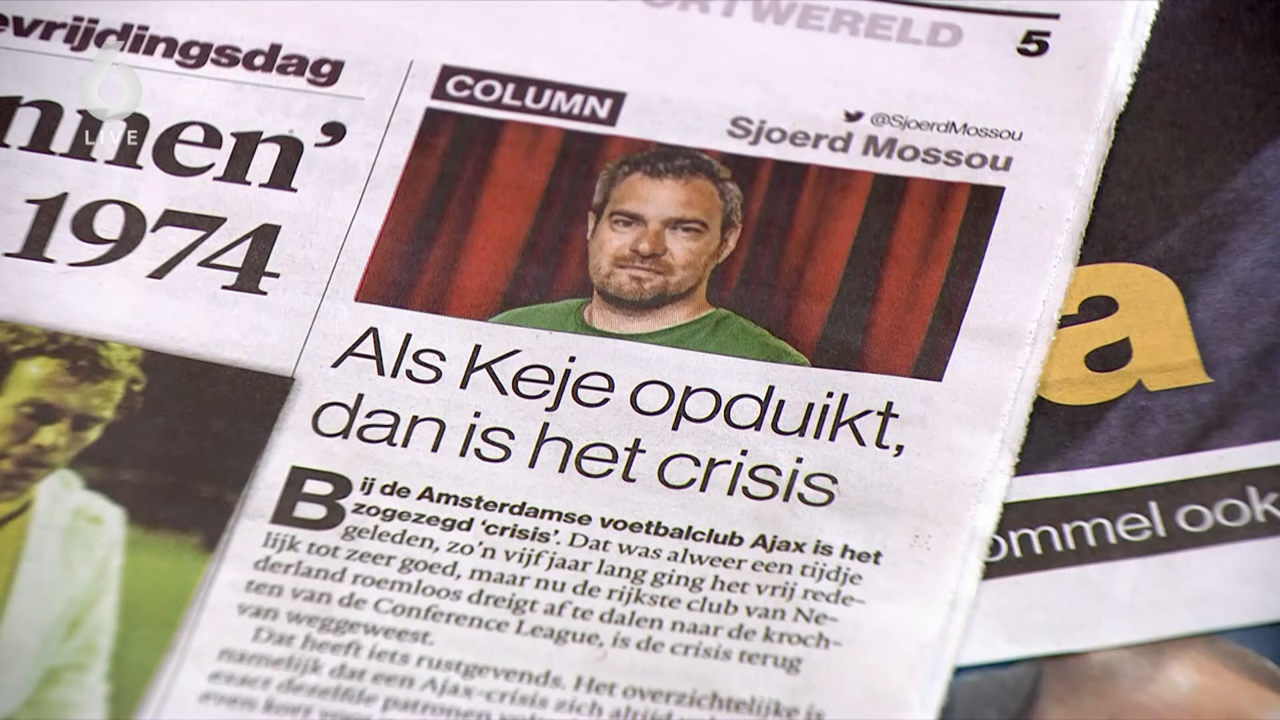 ORTWERELD 5
evrijdingsdag
nnen'
1974
6
LIVE
COLUMN
@SjoerdMossou
Sjoerd Mossou
Als Keje opduikt,
dan is het crisis
Bij de Amsterdamse voetbalclub Ajax is het
zogezegd 'crisis'. Dat was alweer een tijdje
geleden, zo'n vijf jaar lang ging het vrij rede-
lijk tot zeer goed, maar nu de rijkste club van Ne-
derland roemloos dreigt af te dalen naar de kroch-
ten van de Conference League, is de crisis terug
van weggeweest.
Dat heeft iets rustgevends. Het overzichtelijke is
namelijk dat een Ajax-crisis zich altijd
exact dezelfde patronen
a
ommel ook